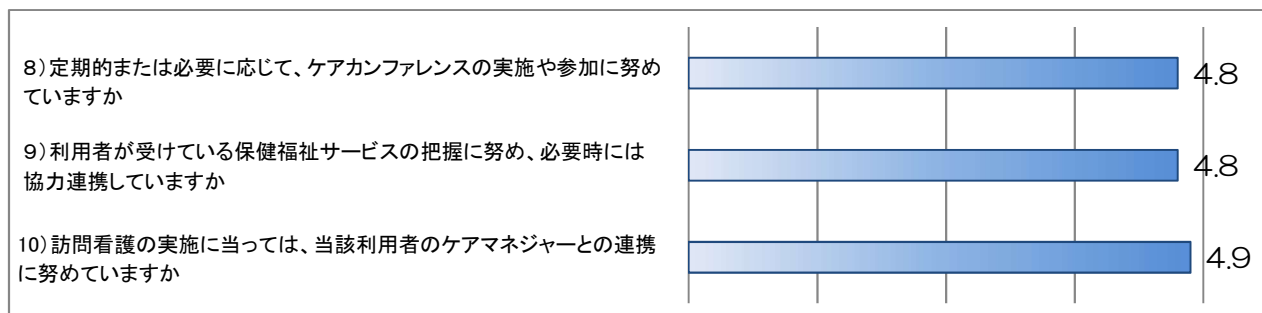 ８）定期的または必要に応じて、ケアカンファレンスの実施や参加に努め
ていますか
4.8
９）利用者が受けている保健福祉サービスの把握に努め、必要時には
協力連携していますか
4.8
10）訪問看護の実施に当っては、当該利用者のケアマネジャーとの連携
に努めていますか
4.9